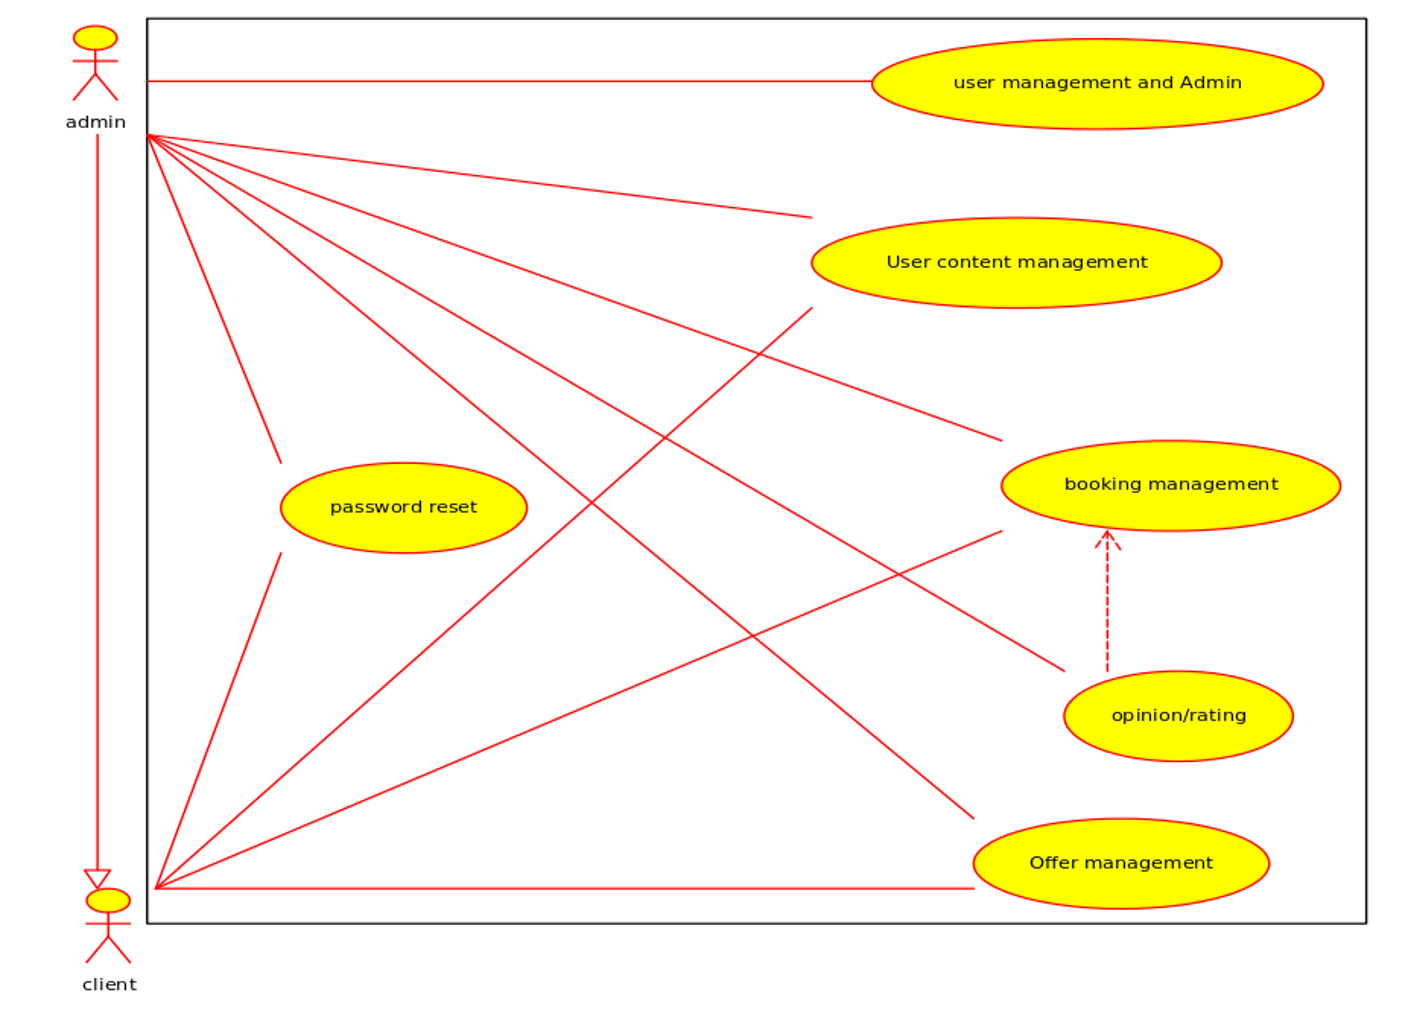 user management and Admin
admin
User content management
booking management
password reset
opinion/rating
Offer management
client